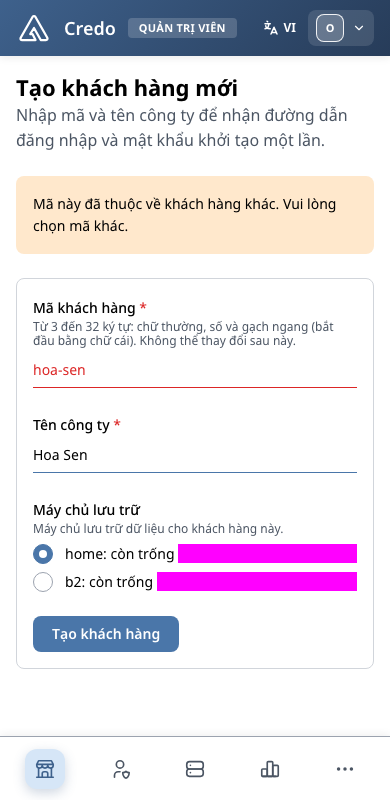 Credo
QUẢN TRỊ VIÊN
VI
O
Tạo khách hàng mới
Nhập mã và tên công ty để nhận đường dẫn
đăng nhập và mật khẩu khởi tạo một lần.
Mã này đã thuộc về khách hàng khác. Vui lòng
chọn mã khác.
Mã khách hàng *
Từ 3 đến 32 ký tự: chữ thường, số và gạch ngang (bắt
đầu bằng chữ cái). Không thể thay đổi sau này.
hoa-sen
Tên công ty *
Hoa Sen
Máy chủ lưu trữ
Máy chủ lưu trữ dữ liệu cho khách hàng này.
home: còn trống
b2: còn trống
Tạo khách hàng